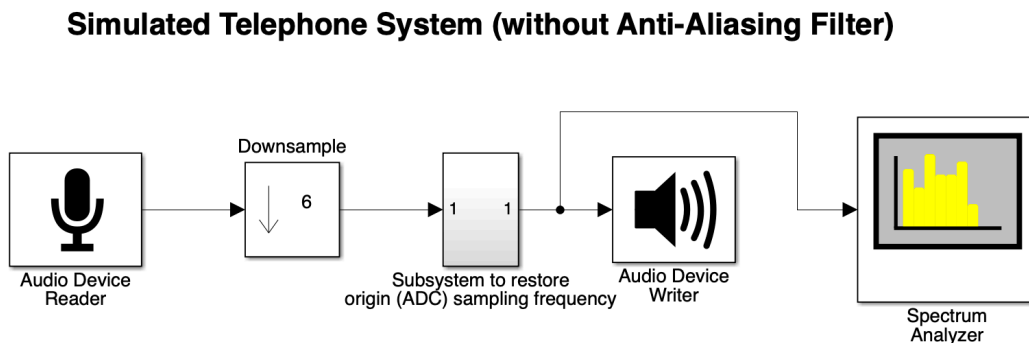 Simulated Telephone System (without Anti-Aliasing Filter)
Downsample
6
1 1
Audio Device
Reader
Subsystem to restore
origin (ADC) sampling frequency
Audio Device
Writer
Spectrum
Analyzer